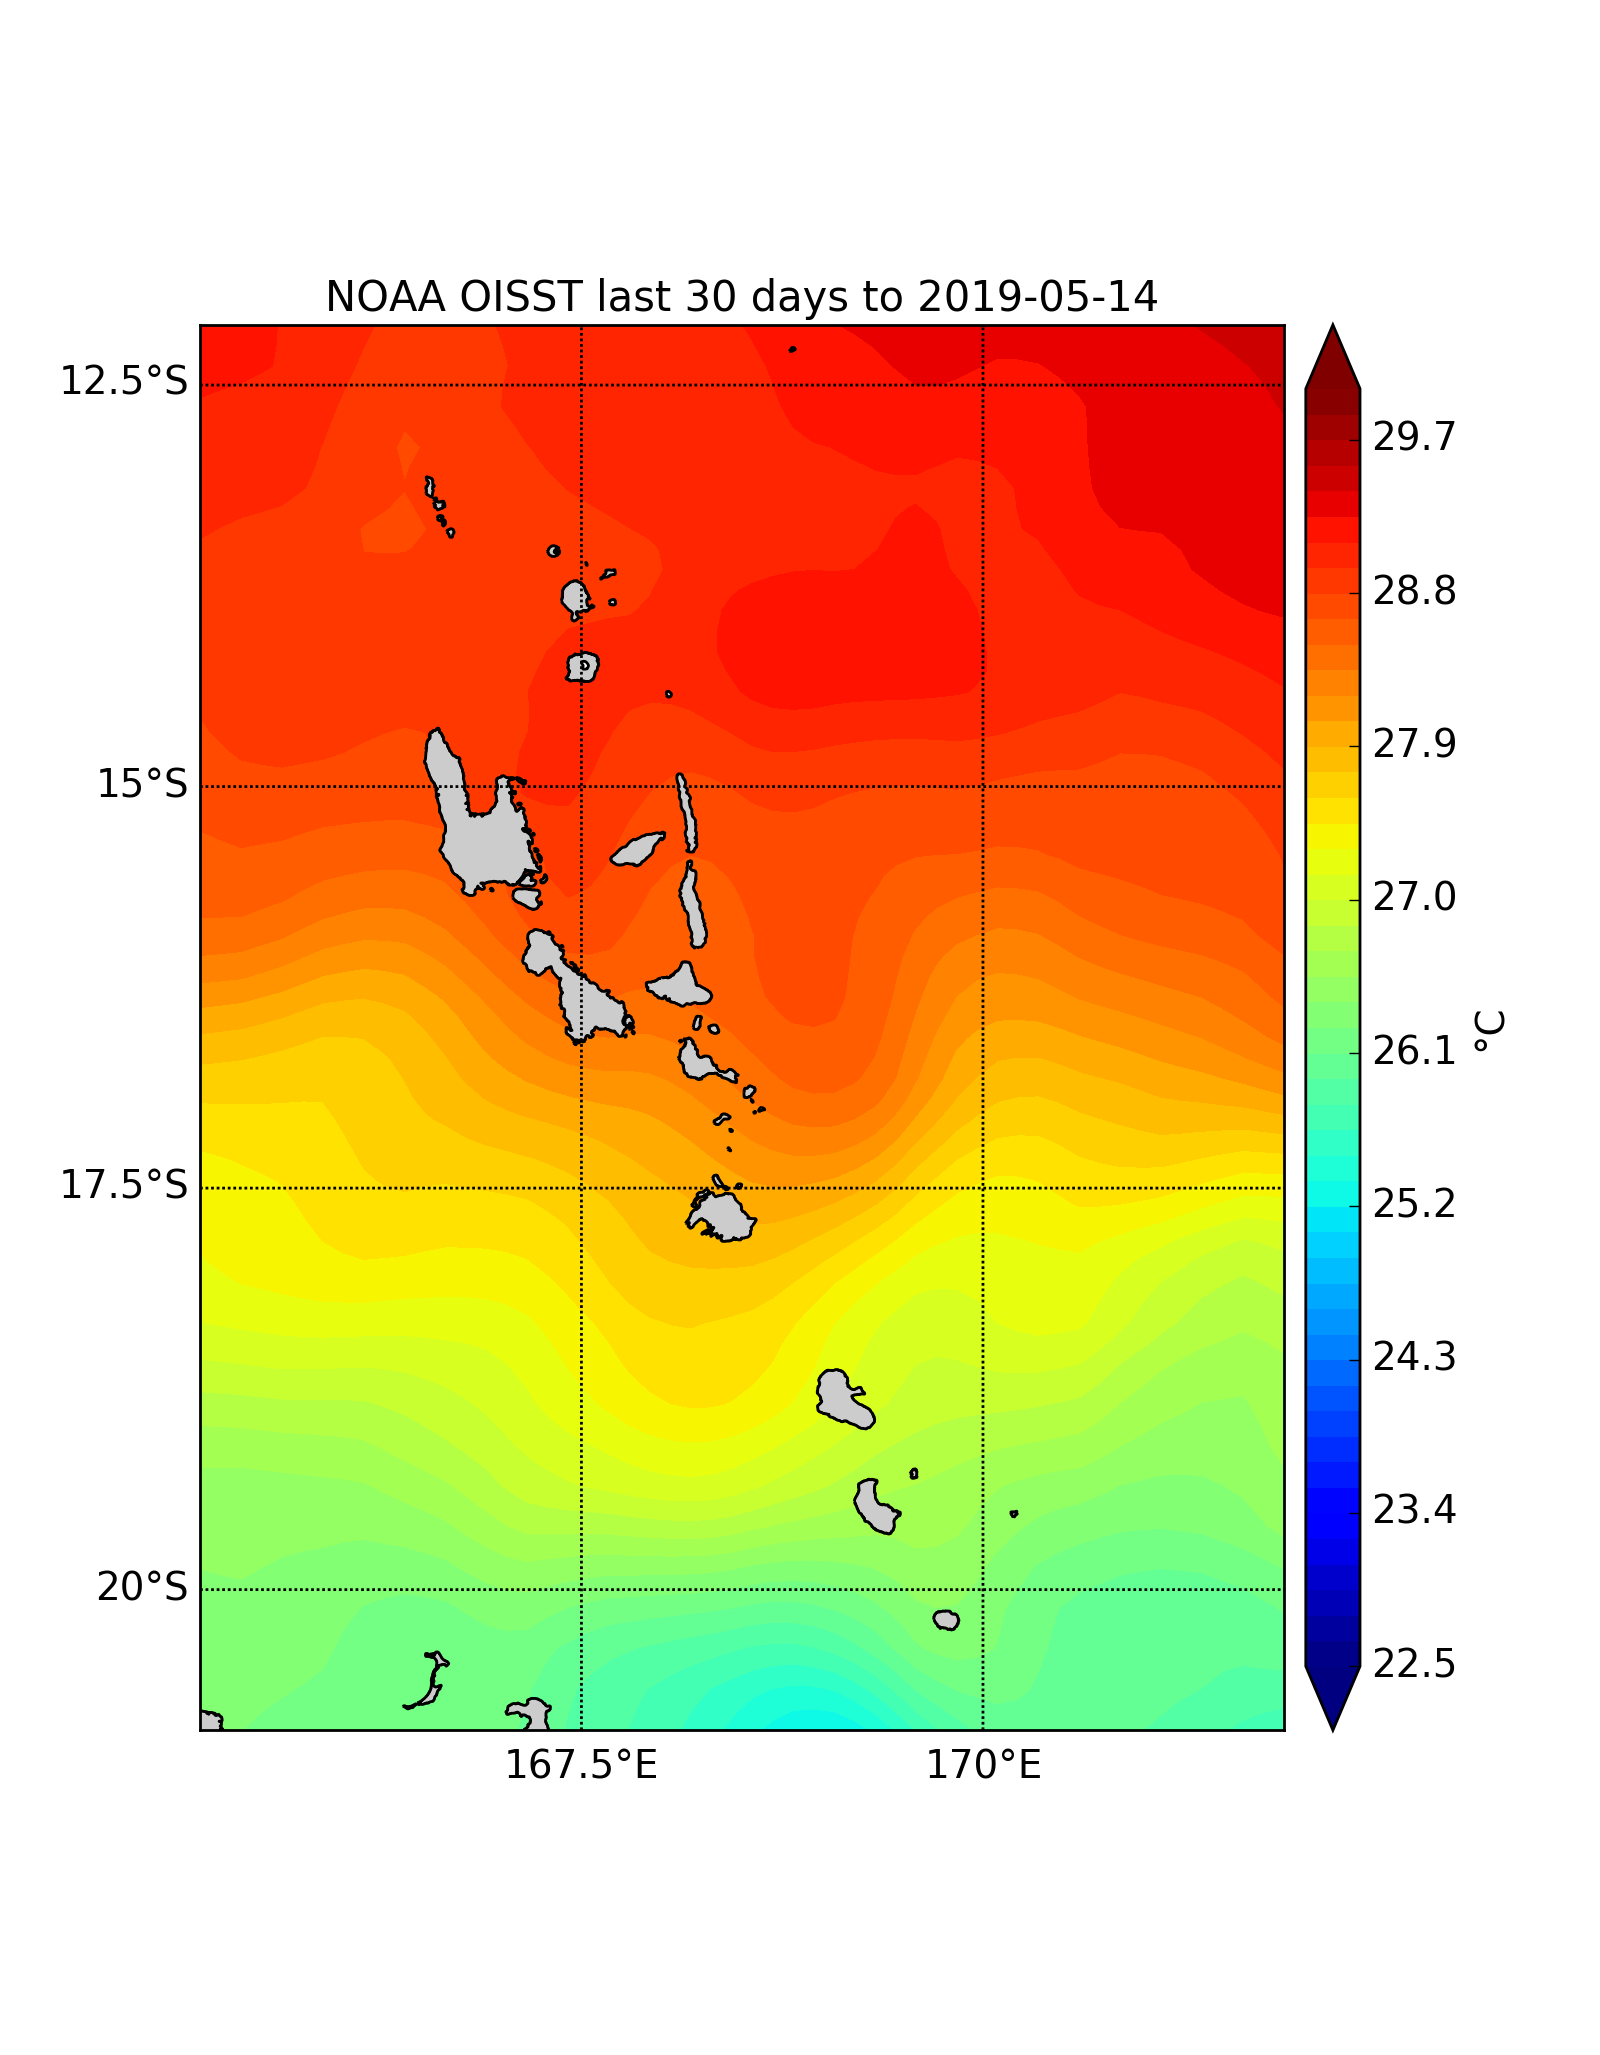 NOAA OISST last 30 days to 2019-05-14
12.5°S
15°S
17.5°S
20°S
167.5°E
170°E
29.7
28.8
27.9
27.0
26.1
25.2
24.3
23.4
22.5
°C